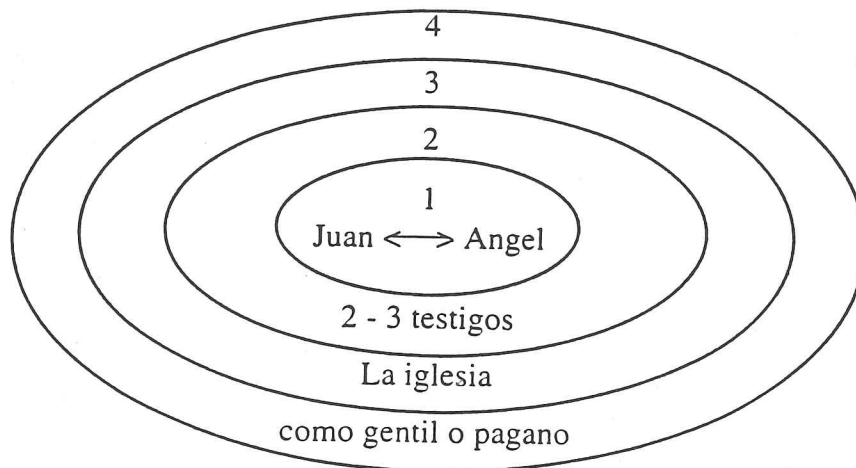 4
3
2
1
Juan <--> Angel
2 - 3 testigos
La iglesia
como gentil o pagano